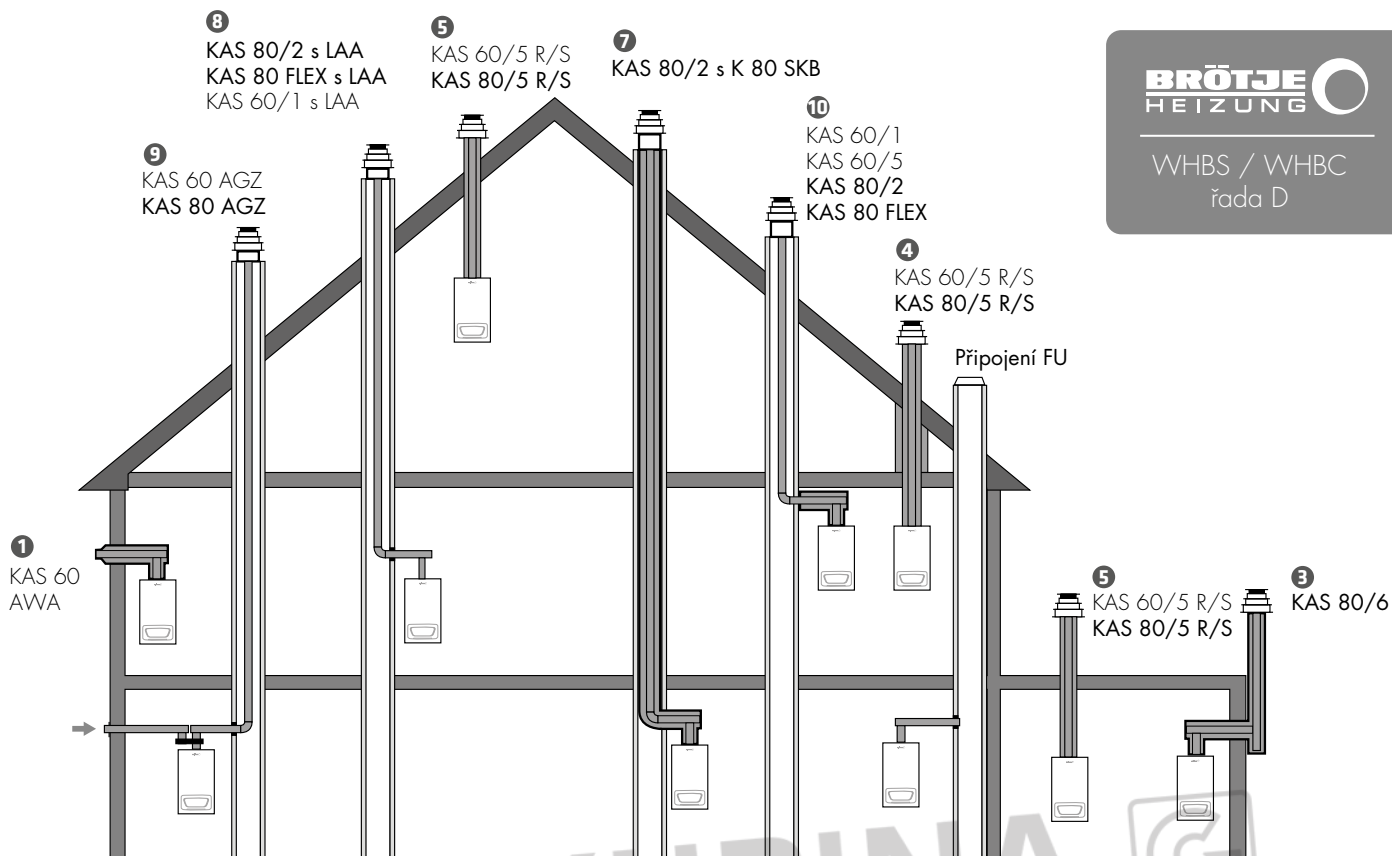 8
KAS 80/2 s LAA
KAS 80 FLEX s LAA
KAS 60/1 s LAA
5
KAS 60/5 R/S
KAS 80/5 R/S
7
KAS 80/2 s K 80 SKB
BRÖTJE
HEIZUNG
WHBS / WHBC
řada D
10
KAS 60/1
KAS 60/5
KAS 80/2
KAS 80 FLEX
9
KAS 60 AGZ
KAS 80 AGZ
4
KAS 60/5 R/S
KAS 80/5 R/S
Připojení FU
1
KAS 60
AWA
5
KAS 60/5 R/S
KAS 80/5 R/S
3
KAS 80/6